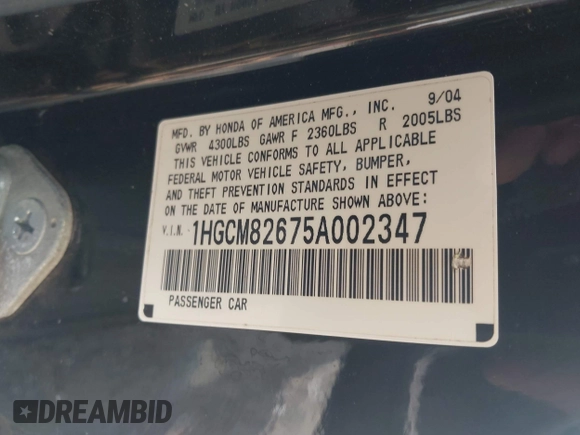 MFD. BY HONDA OF AMERICA MFG., INC. 9/04
GVWR 4300LBS GAWR F 2360LBS R 2005LBS
THIS VEHICLE CONFORMS TO ALL APPLICABLE
FEDERAL MOTOR VEHICLE SAFETY, BUMPER,
AND THEFT PREVENTION STANDARDS IN EFFECT
ON THE DATE OF MANUFACTURE SHOWN ABOVE:
V.I.N. 1HGCM82675A002347
PASSENGER CAR
DREAMBID